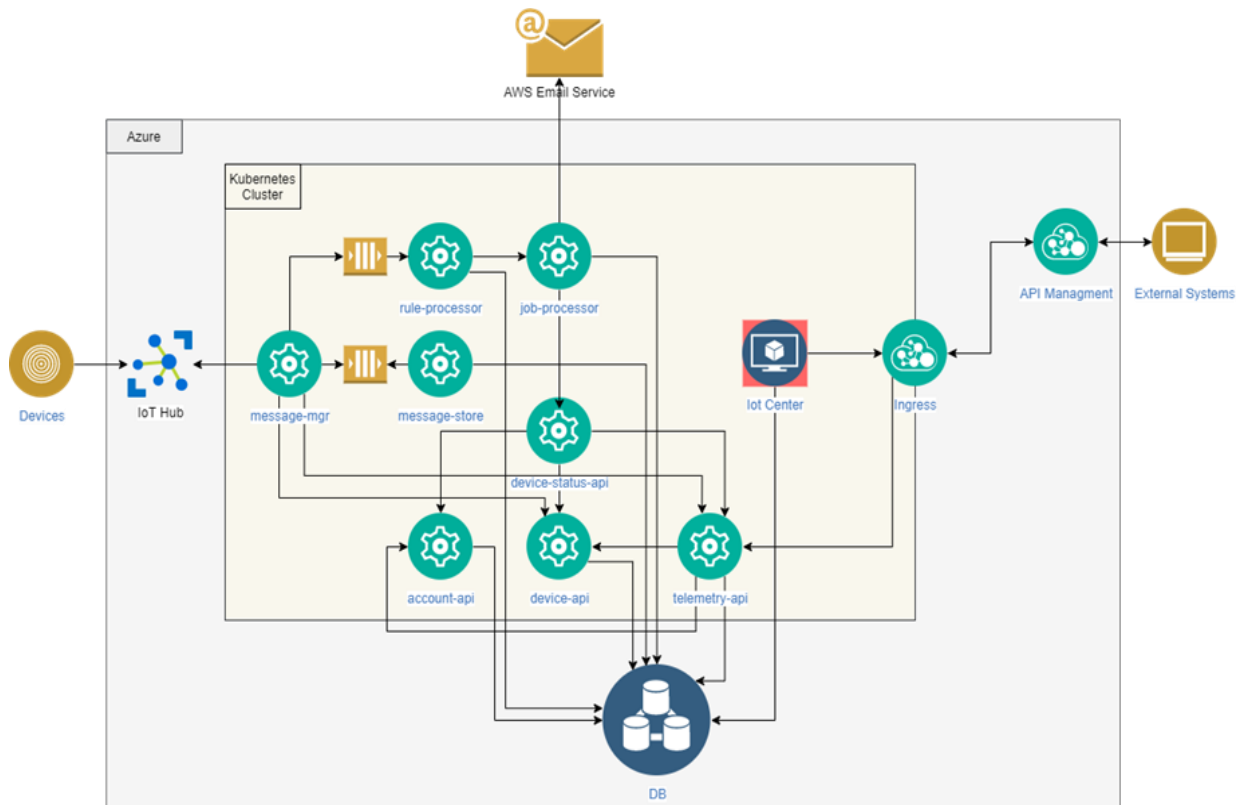 @
AWS Email Service
Azure
Kubernetes
Cluster
rule-processor
job-processor
API Managment
External Systems
Devices
IoT Hub
message-mgr
message-store
Iot Center
Ingress
device-status-api
account-api
device-api
telemetry-api
DB